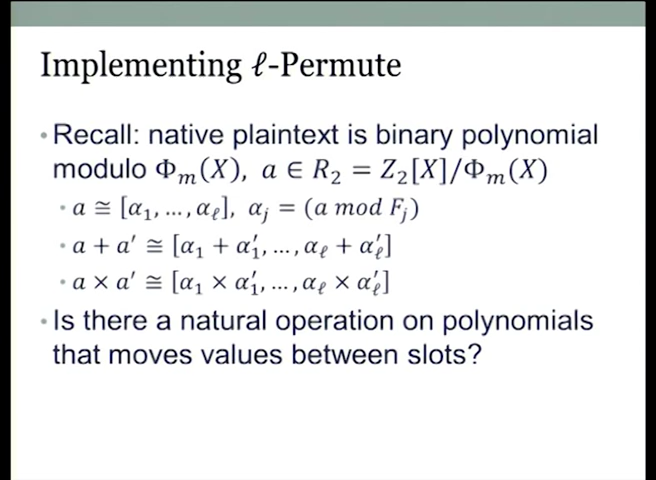 Implementing ℓ-Permute
• Recall: native plaintext is binary polynomial
modulo Φₘ(X), a ∈ R₂ = Z₂[X]/Φₘ(X)
• a ≅ [α₁, … , αℓ], αⱼ = (a mod Fⱼ)
• a + a′ ≅ [α₁ + α′₁, … , αℓ + α′ℓ]
• a × a′ ≅ [α₁ × α′₁, … , αℓ × α′ℓ]
• Is there a natural operation on polynomials
that moves values between slots?